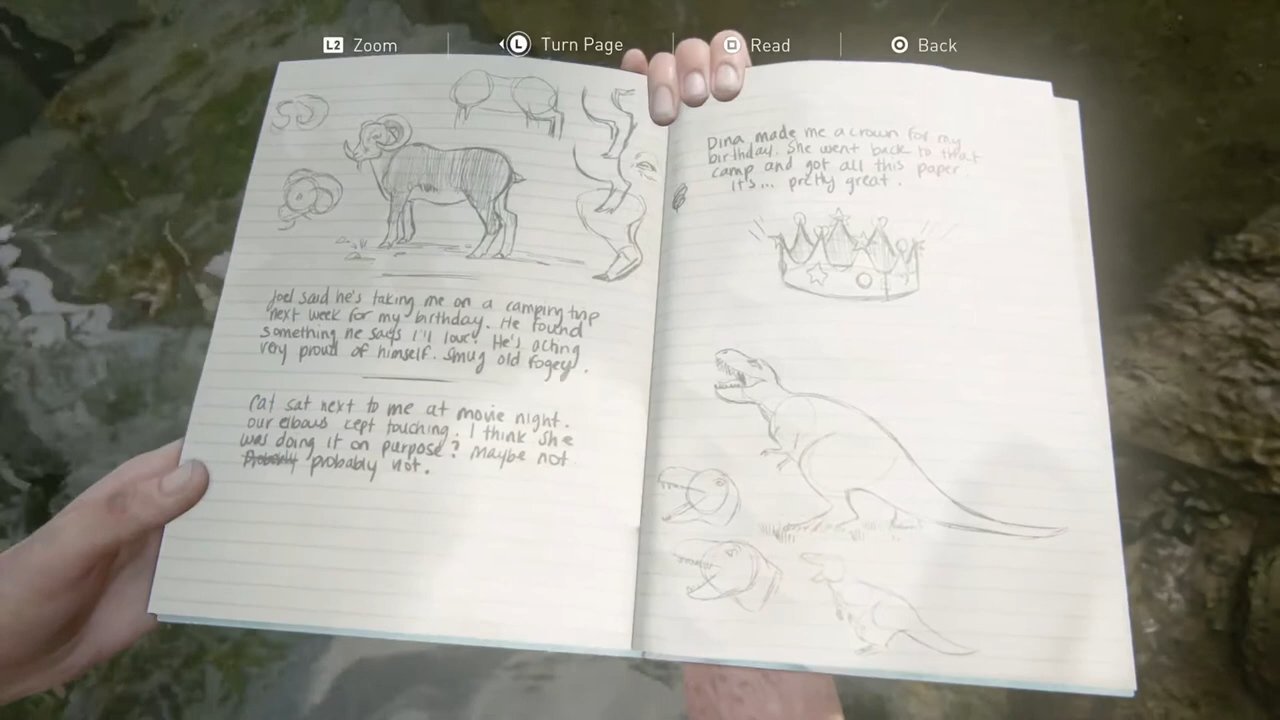 L2 Zoom
L Turn Page
Read
Back
Joel said he's taking me on a camping trip
next week for my birthday. He found
something he says I'll love. He's acting
very proud of himself. Smug old fogey.
Cat sat next to me at movie night.
our elbows kept touching. I think she
was doing it on purpose? Maybe not.
Probably probably not.
Dina made me a crown for my
birthday. She went back to that
camp and got all this paper.
It's... pretty great.